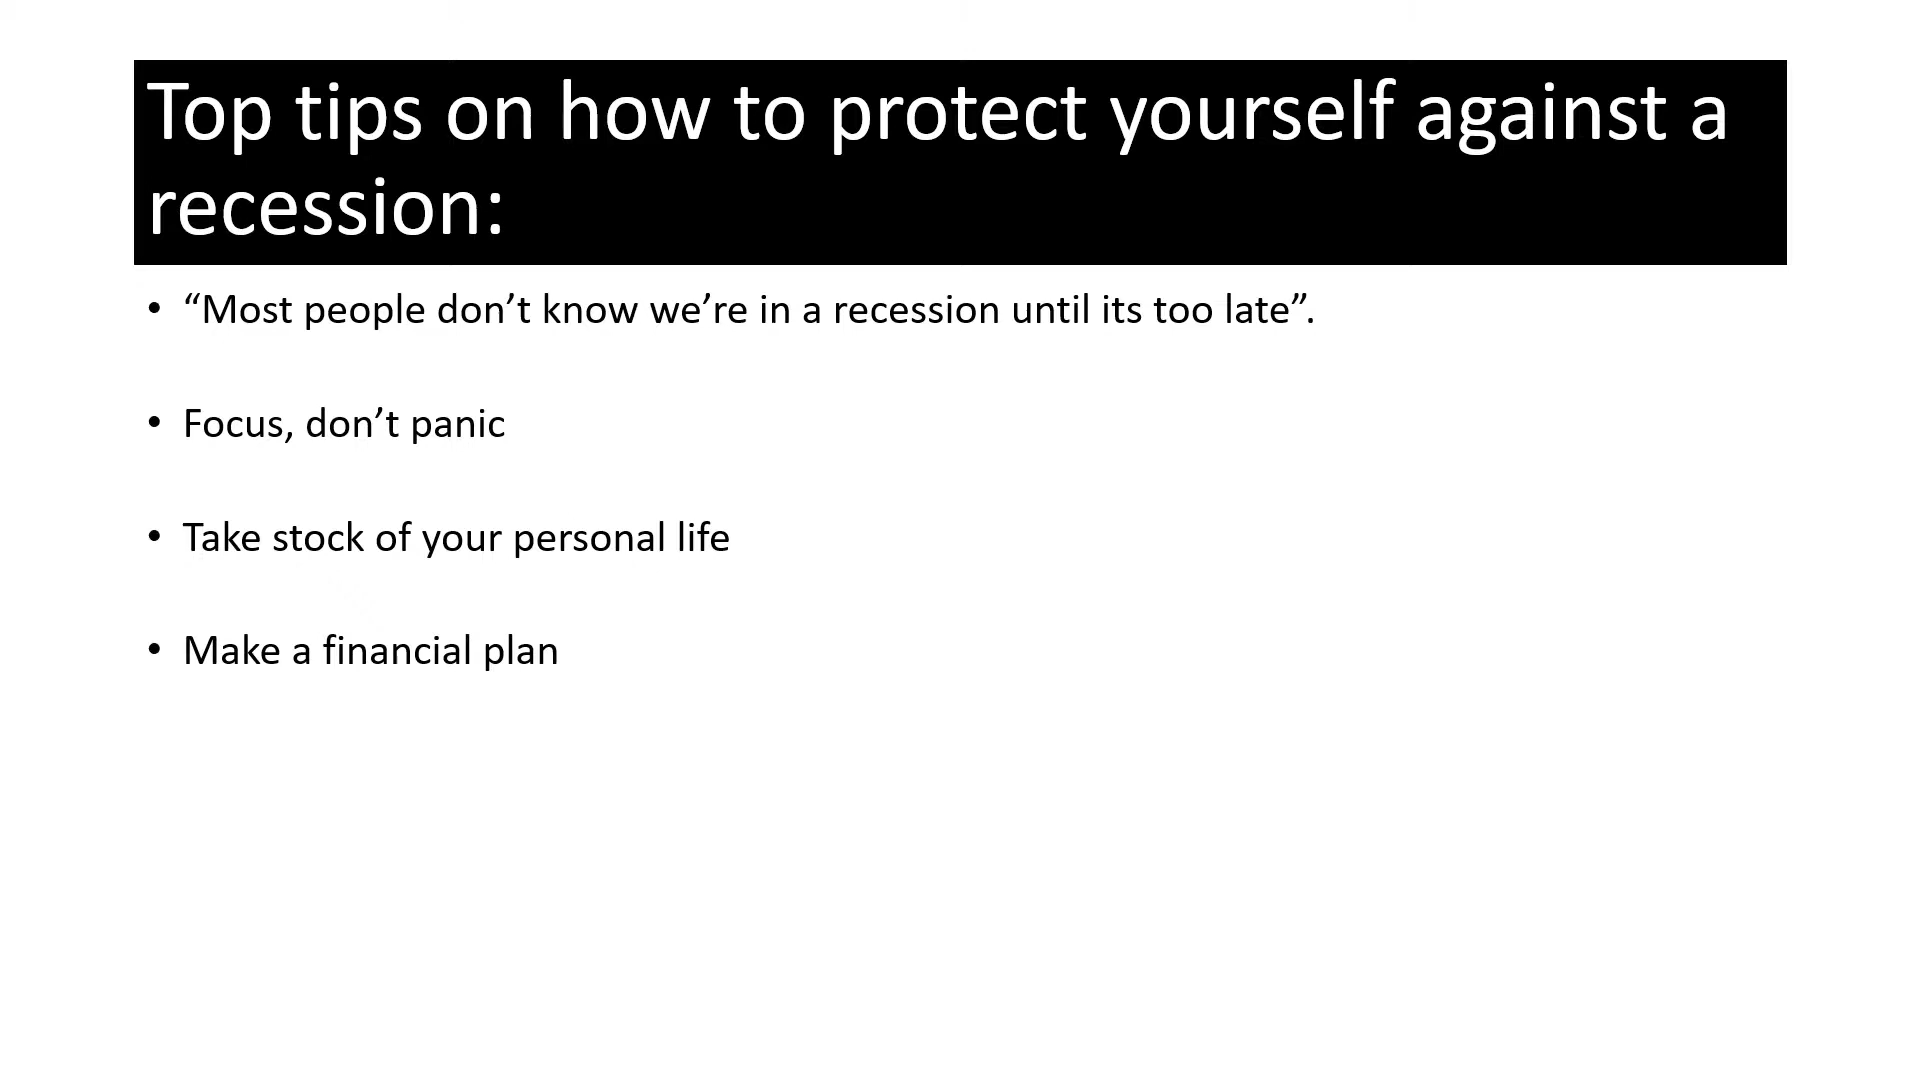 Top tips on how to protect yourself against a
recession:
• “Most people don’t know we’re in a recession until its too late”.
• Focus, don’t panic
• Take stock of your personal life
• Make a financial plan